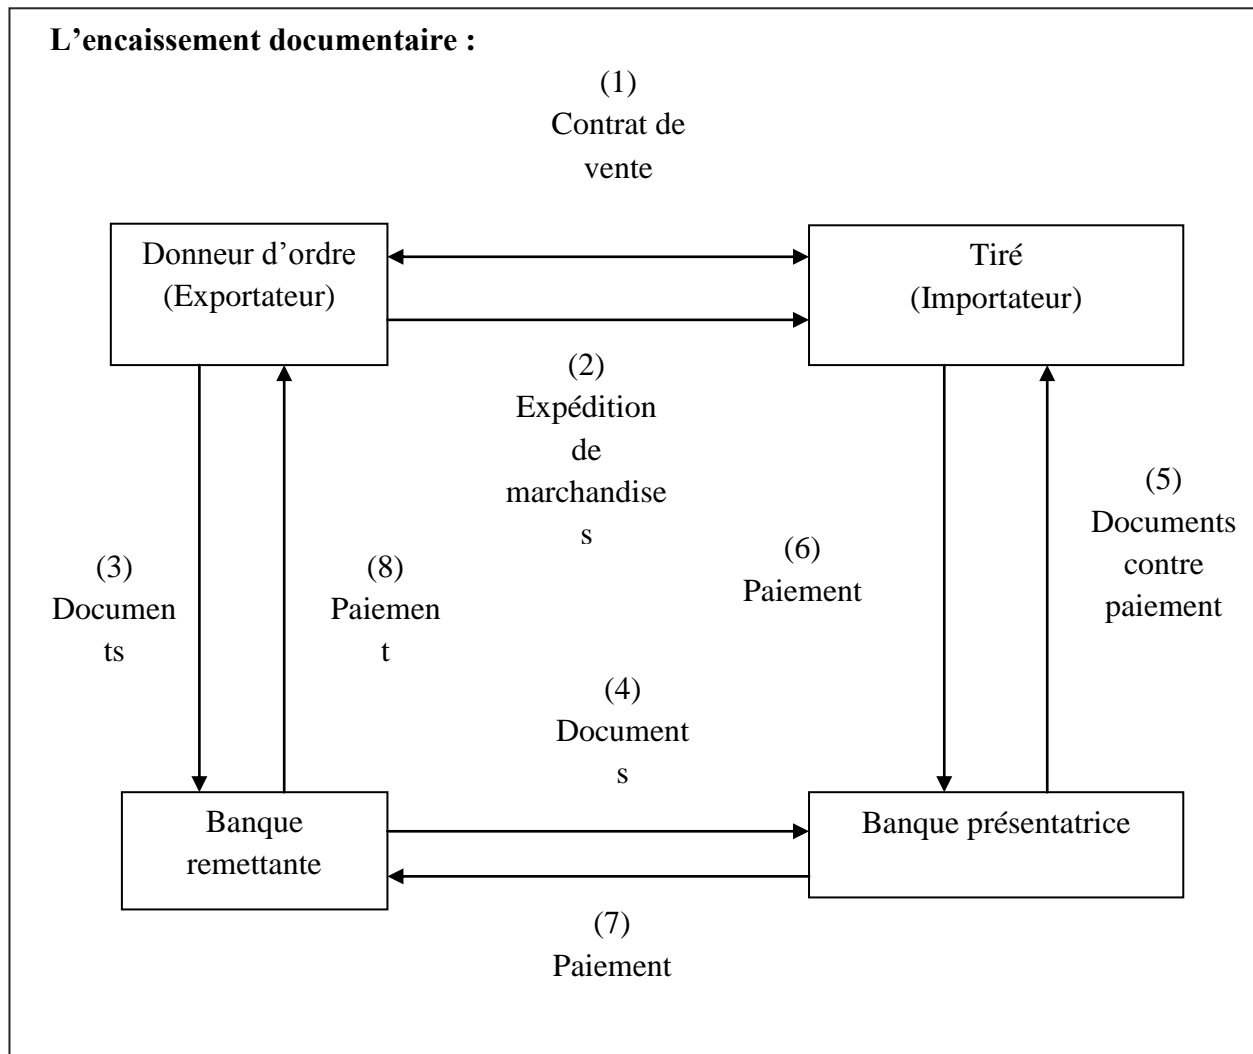 L’encaissement documentaire :
(1)
Contrat de
vente
Donneur d’ordre
(Exportateur)
Tiré
(Importateur)
(2)
Expédition
de
marchandise
s
(3)
Documen
ts
(8)
Paiemen
t
(6)
Paiement
(5)
Documents
contre
paiement
(4)
Document
s
Banque
remettante
Banque présentatrice
(7)
Paiement